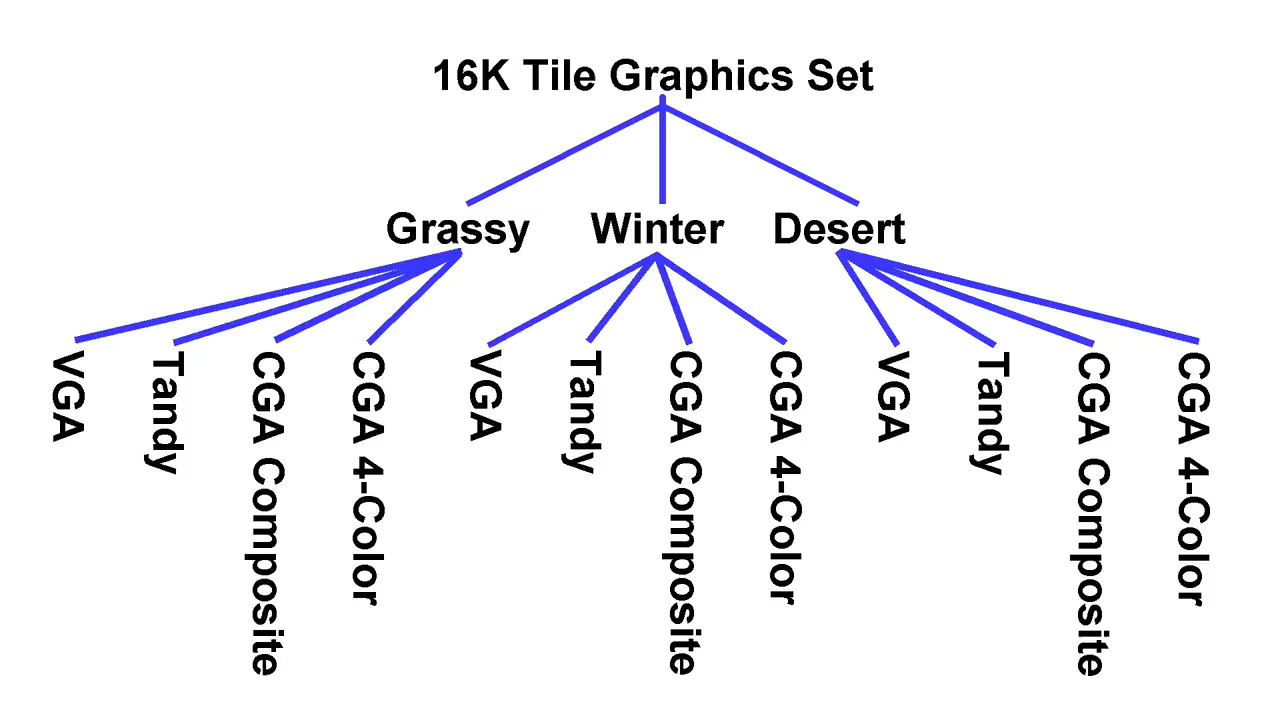 16K Tile Graphics Set
Grassy Winter Desert
VGA
Tandy
CGA Composite
CGA 4-Color
VGA
Tandy
CGA Composite
CGA 4-Color
VGA
Tandy
CGA Composite
CGA 4-Color